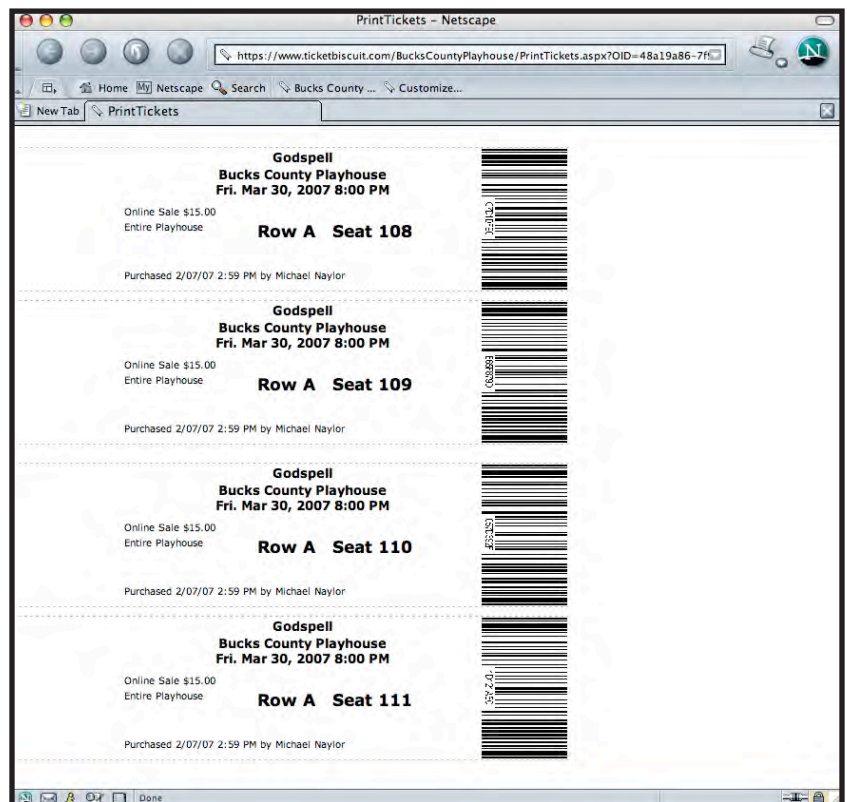 PrintTickets – Netscape
https://www.ticketbiscuit.com/BucksCountyPlayhouse/PrintTickets.aspx?OID=48a19a86-7f
N
Home My Netscape Search Bucks County ... Customize...
New Tab PrintTickets
Godspell
Bucks County Playhouse
Fri. Mar 30, 2007 8:00 PM
Online Sale $15.00
Entire Playhouse
Row A Seat 108
Purchased 2/07/07 2:59 PM by Michael Naylor
Godspell
Bucks County Playhouse
Fri. Mar 30, 2007 8:00 PM
Online Sale $15.00
Entire Playhouse
Row A Seat 109
Purchased 2/07/07 2:59 PM by Michael Naylor
Godspell
Bucks County Playhouse
Fri. Mar 30, 2007 8:00 PM
Online Sale $15.00
Entire Playhouse
Row A Seat 110
Purchased 2/07/07 2:59 PM by Michael Naylor
Godspell
Bucks County Playhouse
Fri. Mar 30, 2007 8:00 PM
Online Sale $15.00
Entire Playhouse
Row A Seat 111
Purchased 2/07/07 2:59 PM by Michael Naylor
Done